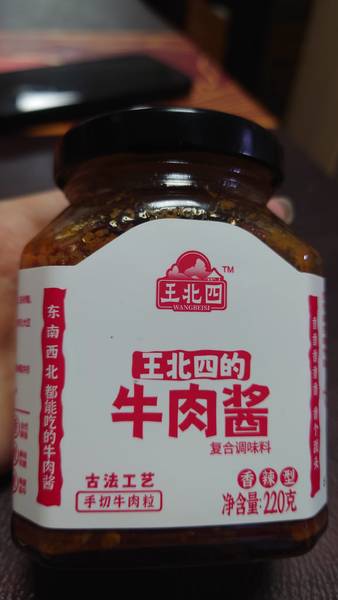 王北四
TM
WANGBEISI
王北四的
牛肉酱
复合调味料
古法工艺
手切牛肉粒
香辣型
净含量:220克
东南西北都能吃的牛肉酱